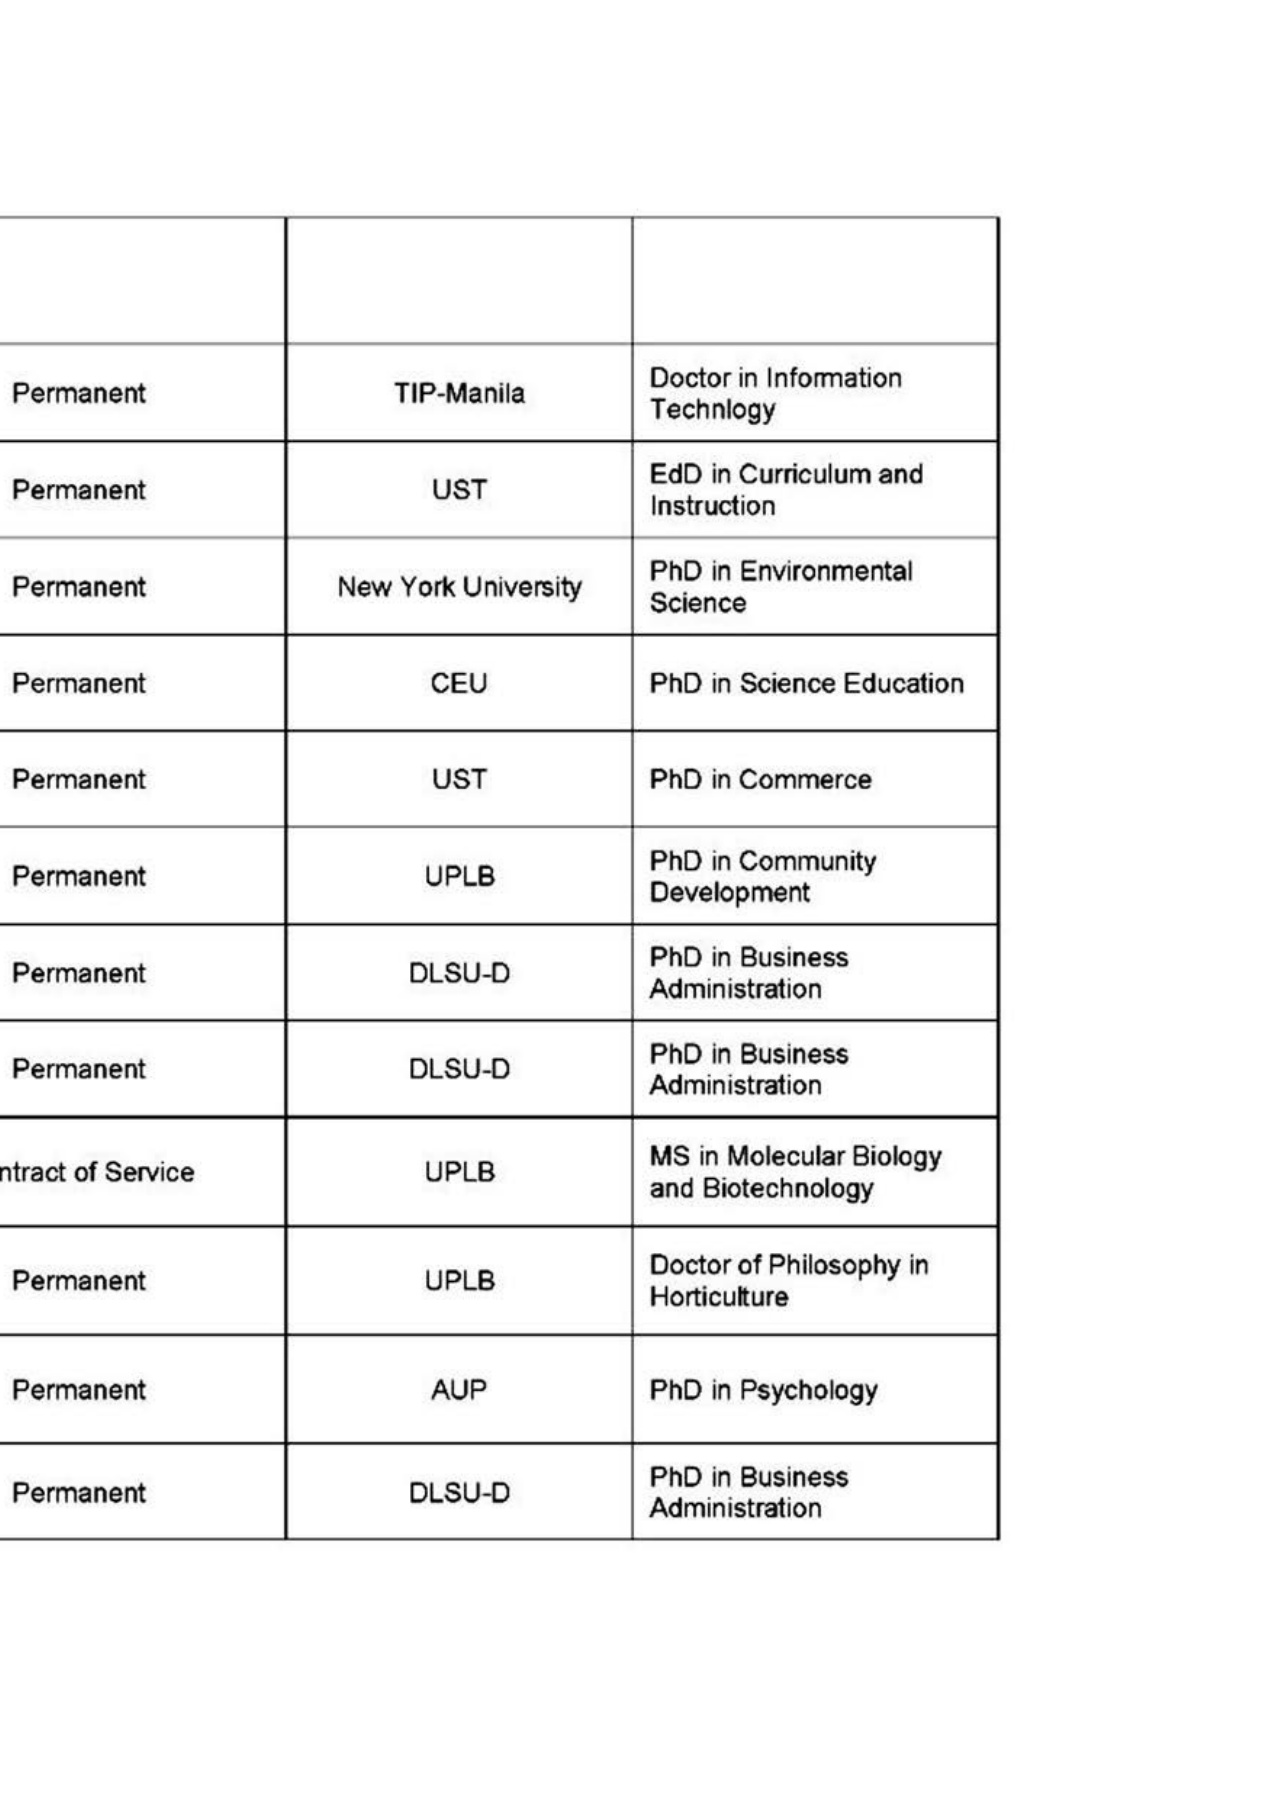 Permanent TIP-Manila Doctor in Information
Technlogy
Permanent UST EdD in Curriculum and
Instruction
Permanent New York University PhD in Environmental
Science
Permanent CEU PhD in Science Education
Permanent UST PhD in Commerce
Permanent UPLB PhD in Community
Development
Permanent DLSU-D PhD in Business
Administration
Permanent DLSU-D PhD in Business
Administration
ntract of Service UPLB MS in Molecular Biology
and Biotechnology
Permanent UPLB Doctor of Philosophy in
Horticulture
Permanent AUP PhD in Psychology
Permanent DLSU-D PhD in Business
Administration